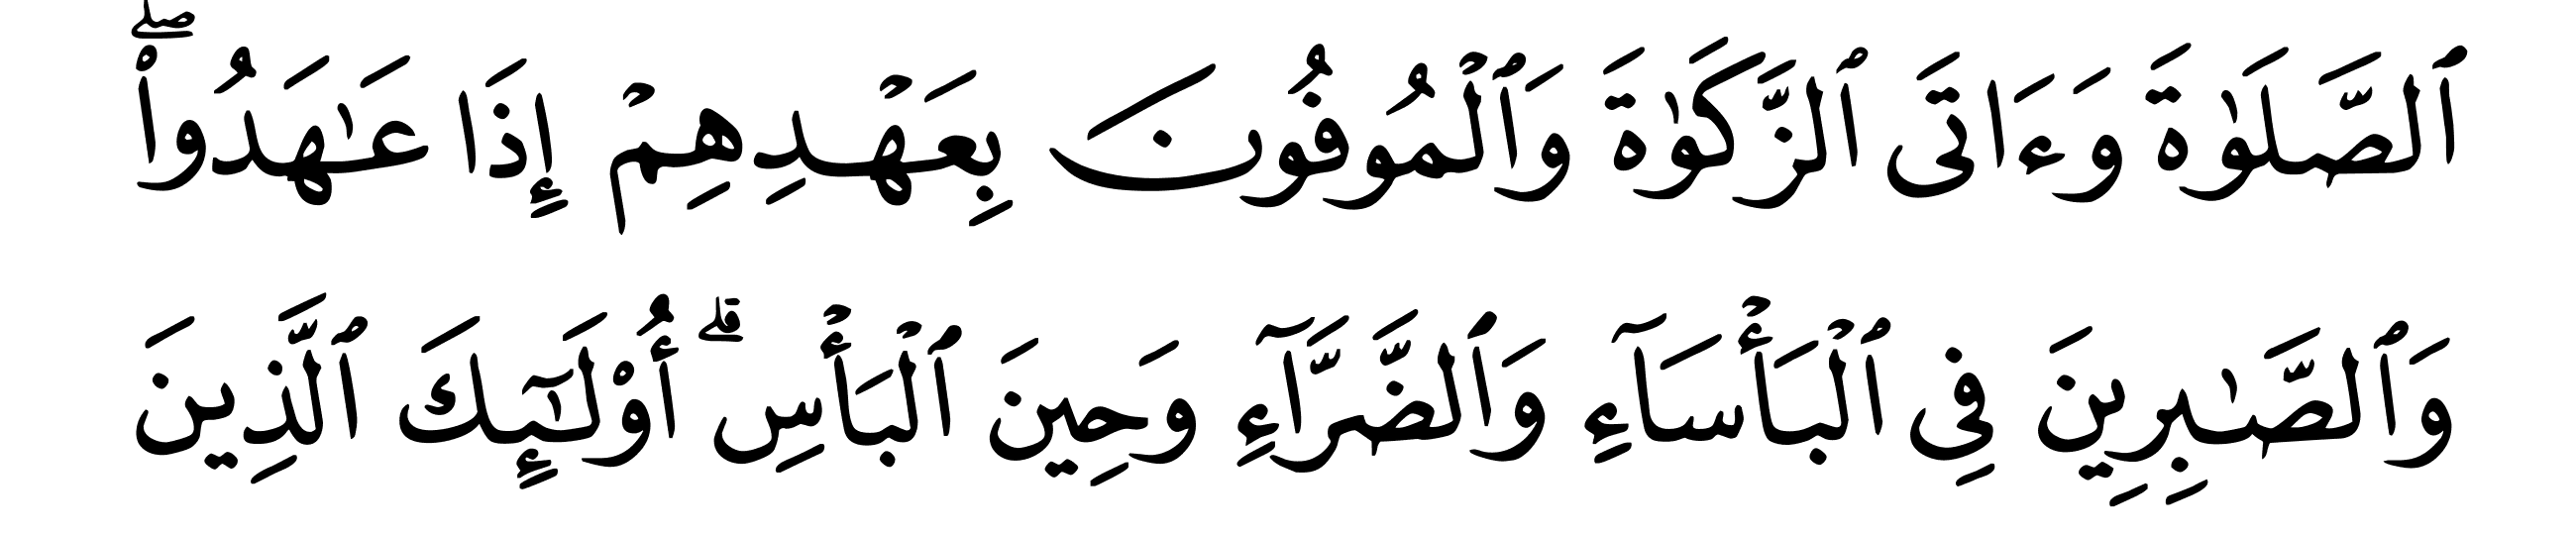 ٱلصَّلَوٰةَ وَءَاتَى ٱلزَّكَوٰةَ وَٱلْمُوفُونَ بِعَهْدِهِمْ إِذَا عَـٰهَدُوا۟ ۖ
وَٱلصَّـٰبِرِينَ فِى ٱلْبَأْسَآءِ وَٱلضَّرَّآءِ وَحِينَ ٱلْبَأْسِ ۗ أُو۟لَـٰٓئِكَ ٱلَّذِينَ